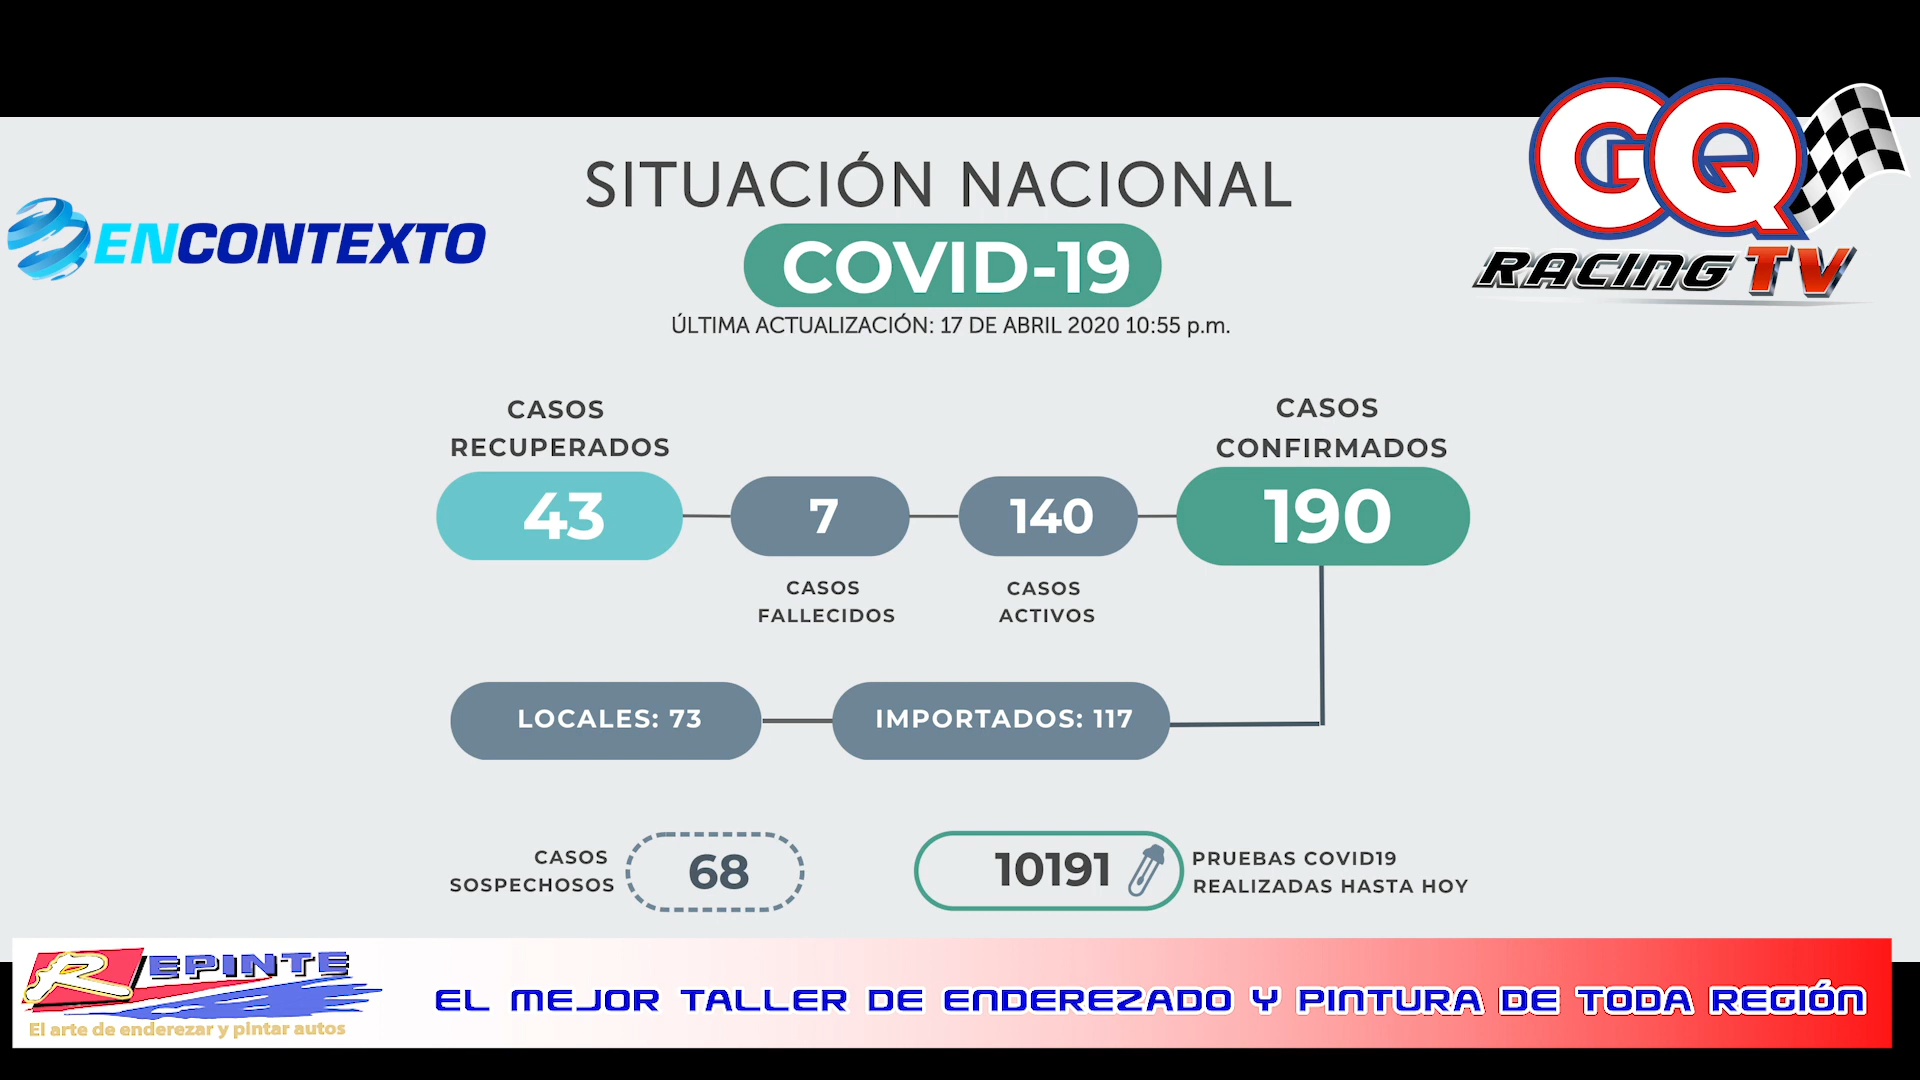 SITUACIÓN NACIONAL
COVID-19
ÚLTIMA ACTUALIZACIÓN: 17 DE ABRIL 2020 10:55 p.m.
ENCONTEXTO
GQ
RACING TV
CASOS
RECUPERADOS
43
7
CASOS
FALLECIDOS
140
CASOS
ACTIVOS
CASOS
CONFIRMADOS
190
LOCALES: 73
IMPORTADOS: 117
CASOS
SOSPECHOSOS
68
10191
PRUEBAS COVID19
REALIZADAS HASTA HOY
REPINTE
El arte de enderezar y pintar autos
EL MEJOR TALLER DE ENDEREZADO Y PINTURA DE TODA REGIÓN